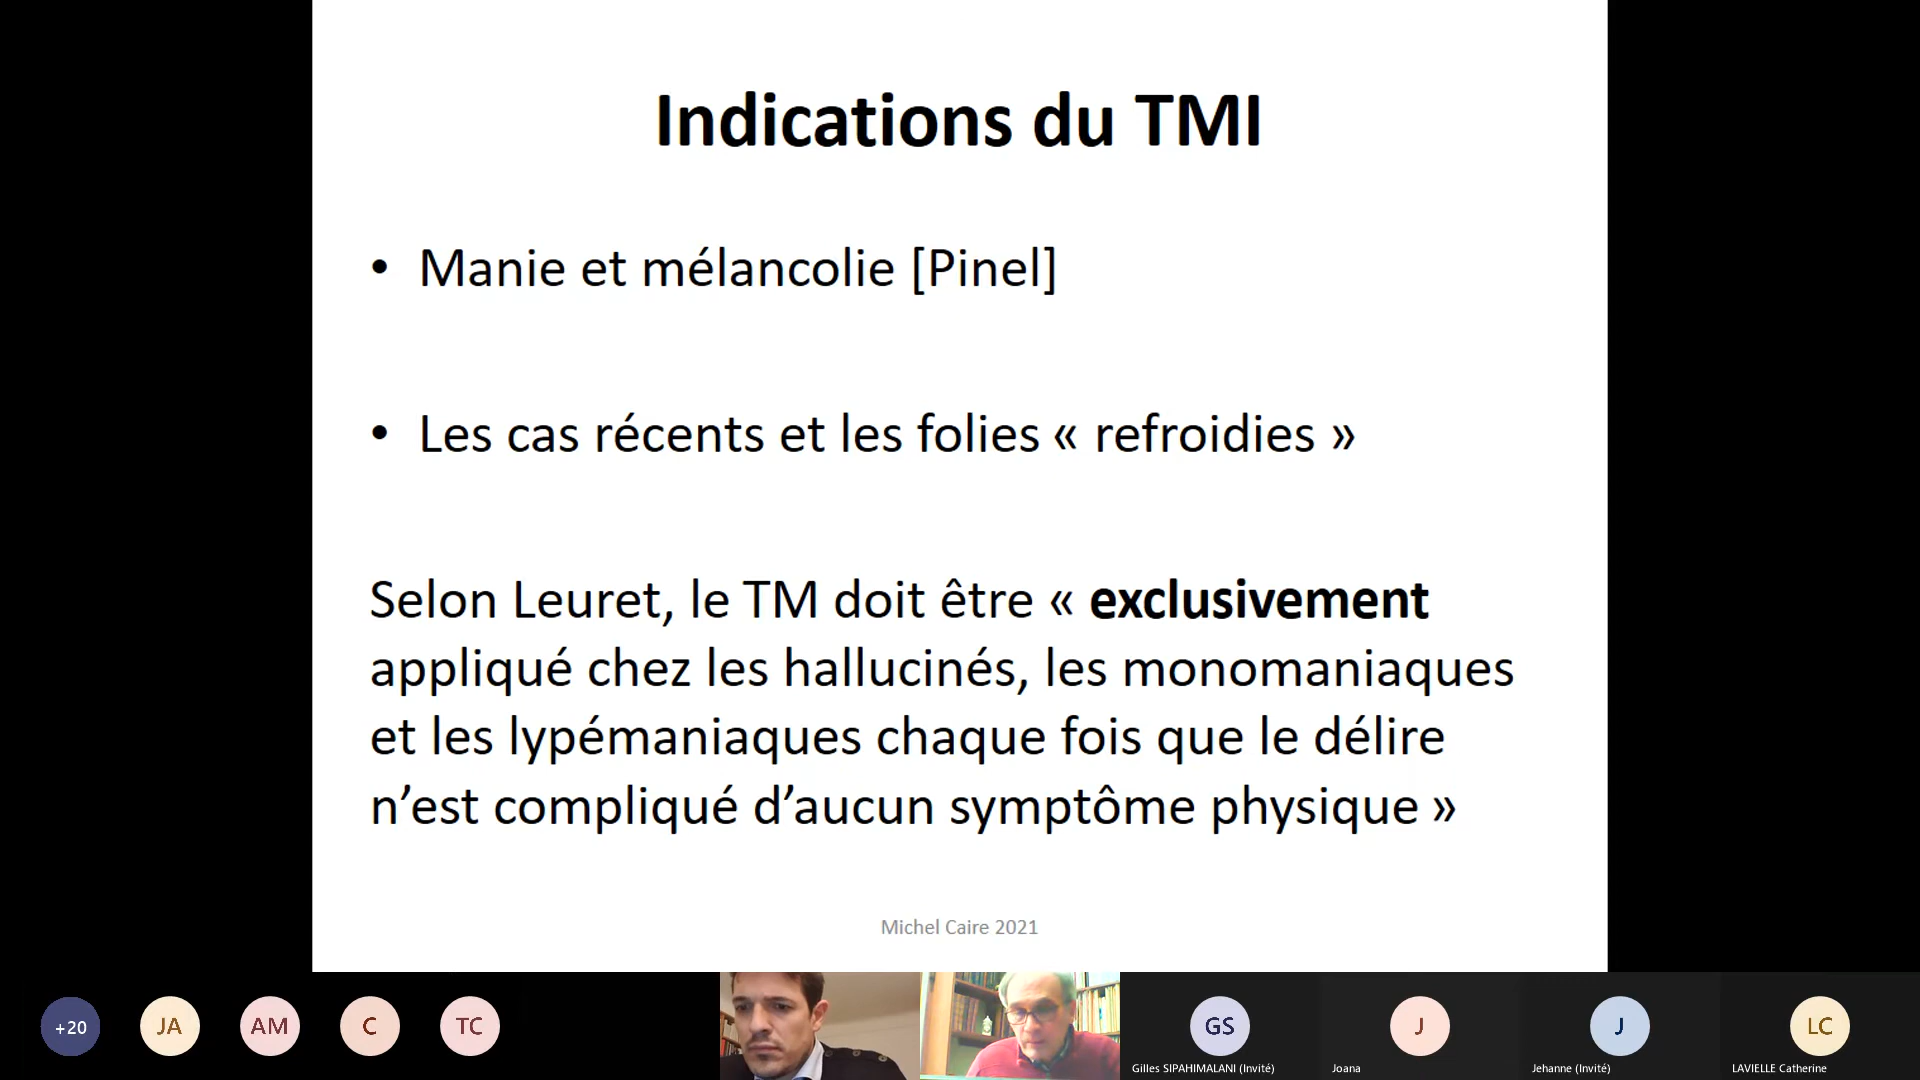 Indications du TMI
• Manie et mélancolie [Pinel]
• Les cas récents et les folies « refroidies »
Selon Leuret, le TM doit être « exclusivement
appliqué chez les hallucinés, les monomaniaques
et les lypémaniaques chaque fois que le délire
n’est compliqué d’aucun symptôme physique »
Michel Caire 2021
+20
JA
AM
C
TC
GS
J
J
LC
Gilles SIPAHIMALANI (Invité)
Joana
Jehanne (Invité)
LAVIELLE Catherine